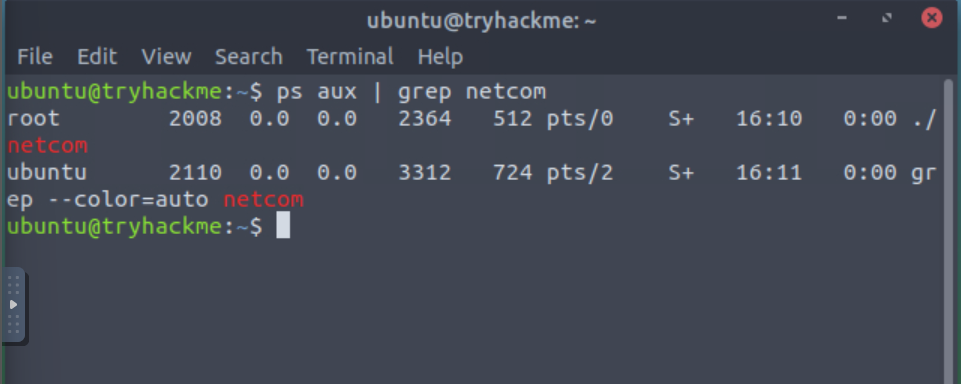 ubuntu@tryhackme: ~
File Edit View Search Terminal Help
ubuntu@tryhackme:~$ ps aux | grep netcom
root        2008  0.0  0.0   2364   512 pts/0    S+   16:10   0:00 ./
netcom
ubuntu      2110  0.0  0.0   3312   724 pts/2    S+   16:11   0:00 gr
ep --color=auto netcom
ubuntu@tryhackme:~$